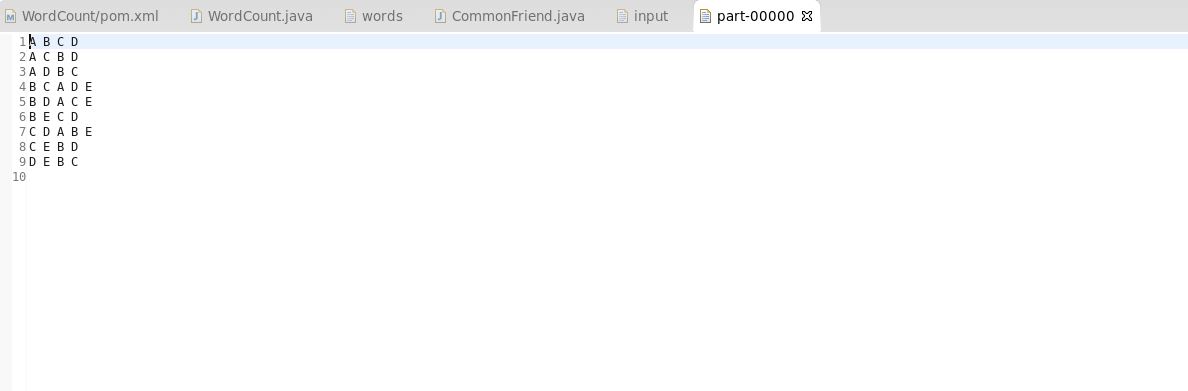 WordCount/pom.xml WordCount.java words CommonFriend.java input part-00000
1 A B C D
2 A C B D
3 A D B C
4 B C A D E
5 B D A C E
6 B E C D
7 C D A B E
8 C E B D
9 D E B C
10